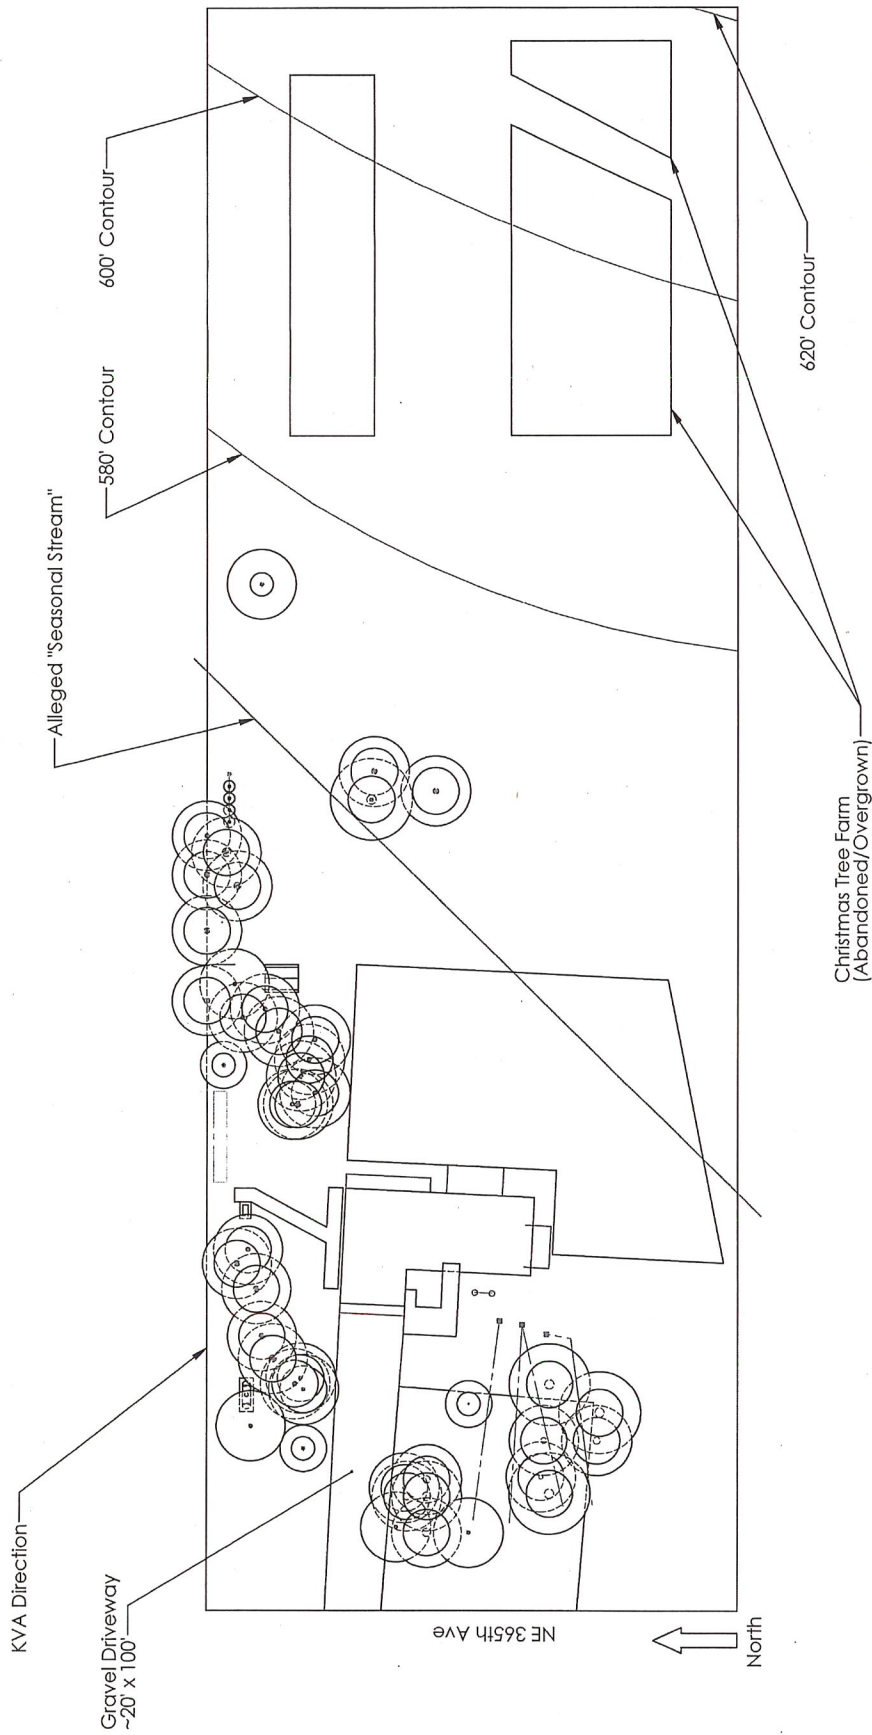 KVA Direction
Gravel Driveway
~20' x 100'
Alleged "Seasonal Stream"
580' Contour
600' Contour
620' Contour
Christmas Tree Farm
(Abandoned/Overgrown)
NE 365th Ave
North